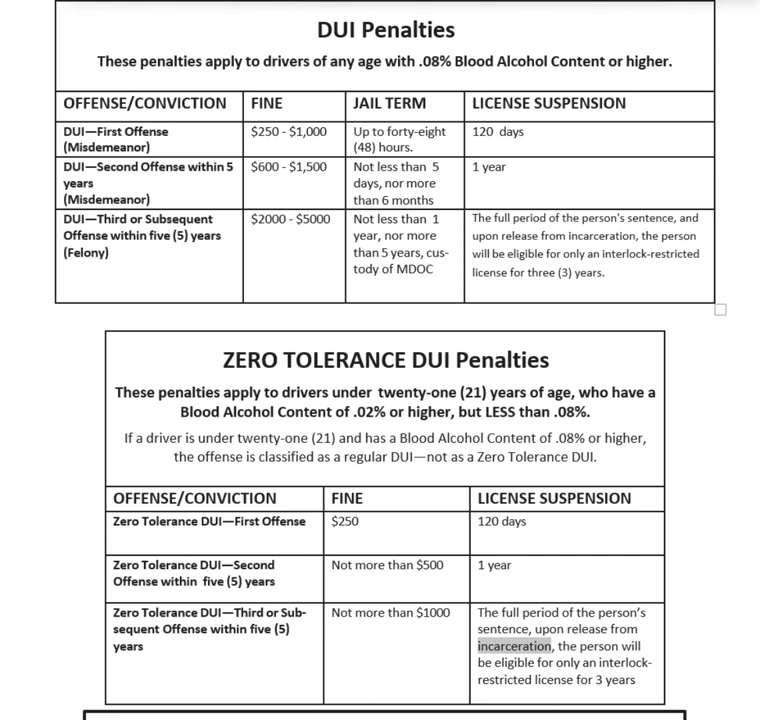 DUI Penalties
These penalties apply to drivers of any age with .08% Blood Alcohol Content or higher.
OFFENSE/CONVICTION FINE JAIL TERM LICENSE SUSPENSION
DUI—First Offense
(Misdemeanor)
$250 - $1,000
Up to forty-eight
(48) hours.
120 days
DUI—Second Offense within 5
years
(Misdemeanor)
$600 - $1,500
Not less than 5
days, nor more
than 6 months
1 year
DUI—Third or Subsequent
Offense within five (5) years
(Felony)
$2000 - $5000
Not less than 1
year, nor more
than 5 years, cus-
tody of MDOC
The full period of the person's sentence, and
upon release from incarceration, the person
will be eligible for only an interlock-restricted
license for three (3) years.
ZERO TOLERANCE DUI Penalties
These penalties apply to drivers under twenty-one (21) years of age, who have a
Blood Alcohol Content of .02% or higher, but LESS than .08%.
If a driver is under twenty-one (21) and has a Blood Alcohol Content of .08% or higher,
the offense is classified as a regular DUI—not as a Zero Tolerance DUI.
OFFENSE/CONVICTION FINE LICENSE SUSPENSION
Zero Tolerance DUI—First Offense
$250
120 days
Zero Tolerance DUI—Second
Offense within five (5) years
Not more than $500
1 year
Zero Tolerance DUI—Third or Sub-
sequent Offense within five (5)
years
Not more than $1000
The full period of the person's
sentence, upon release from
incarceration, the person will
be eligible for only an interlock-
restricted license for 3 years